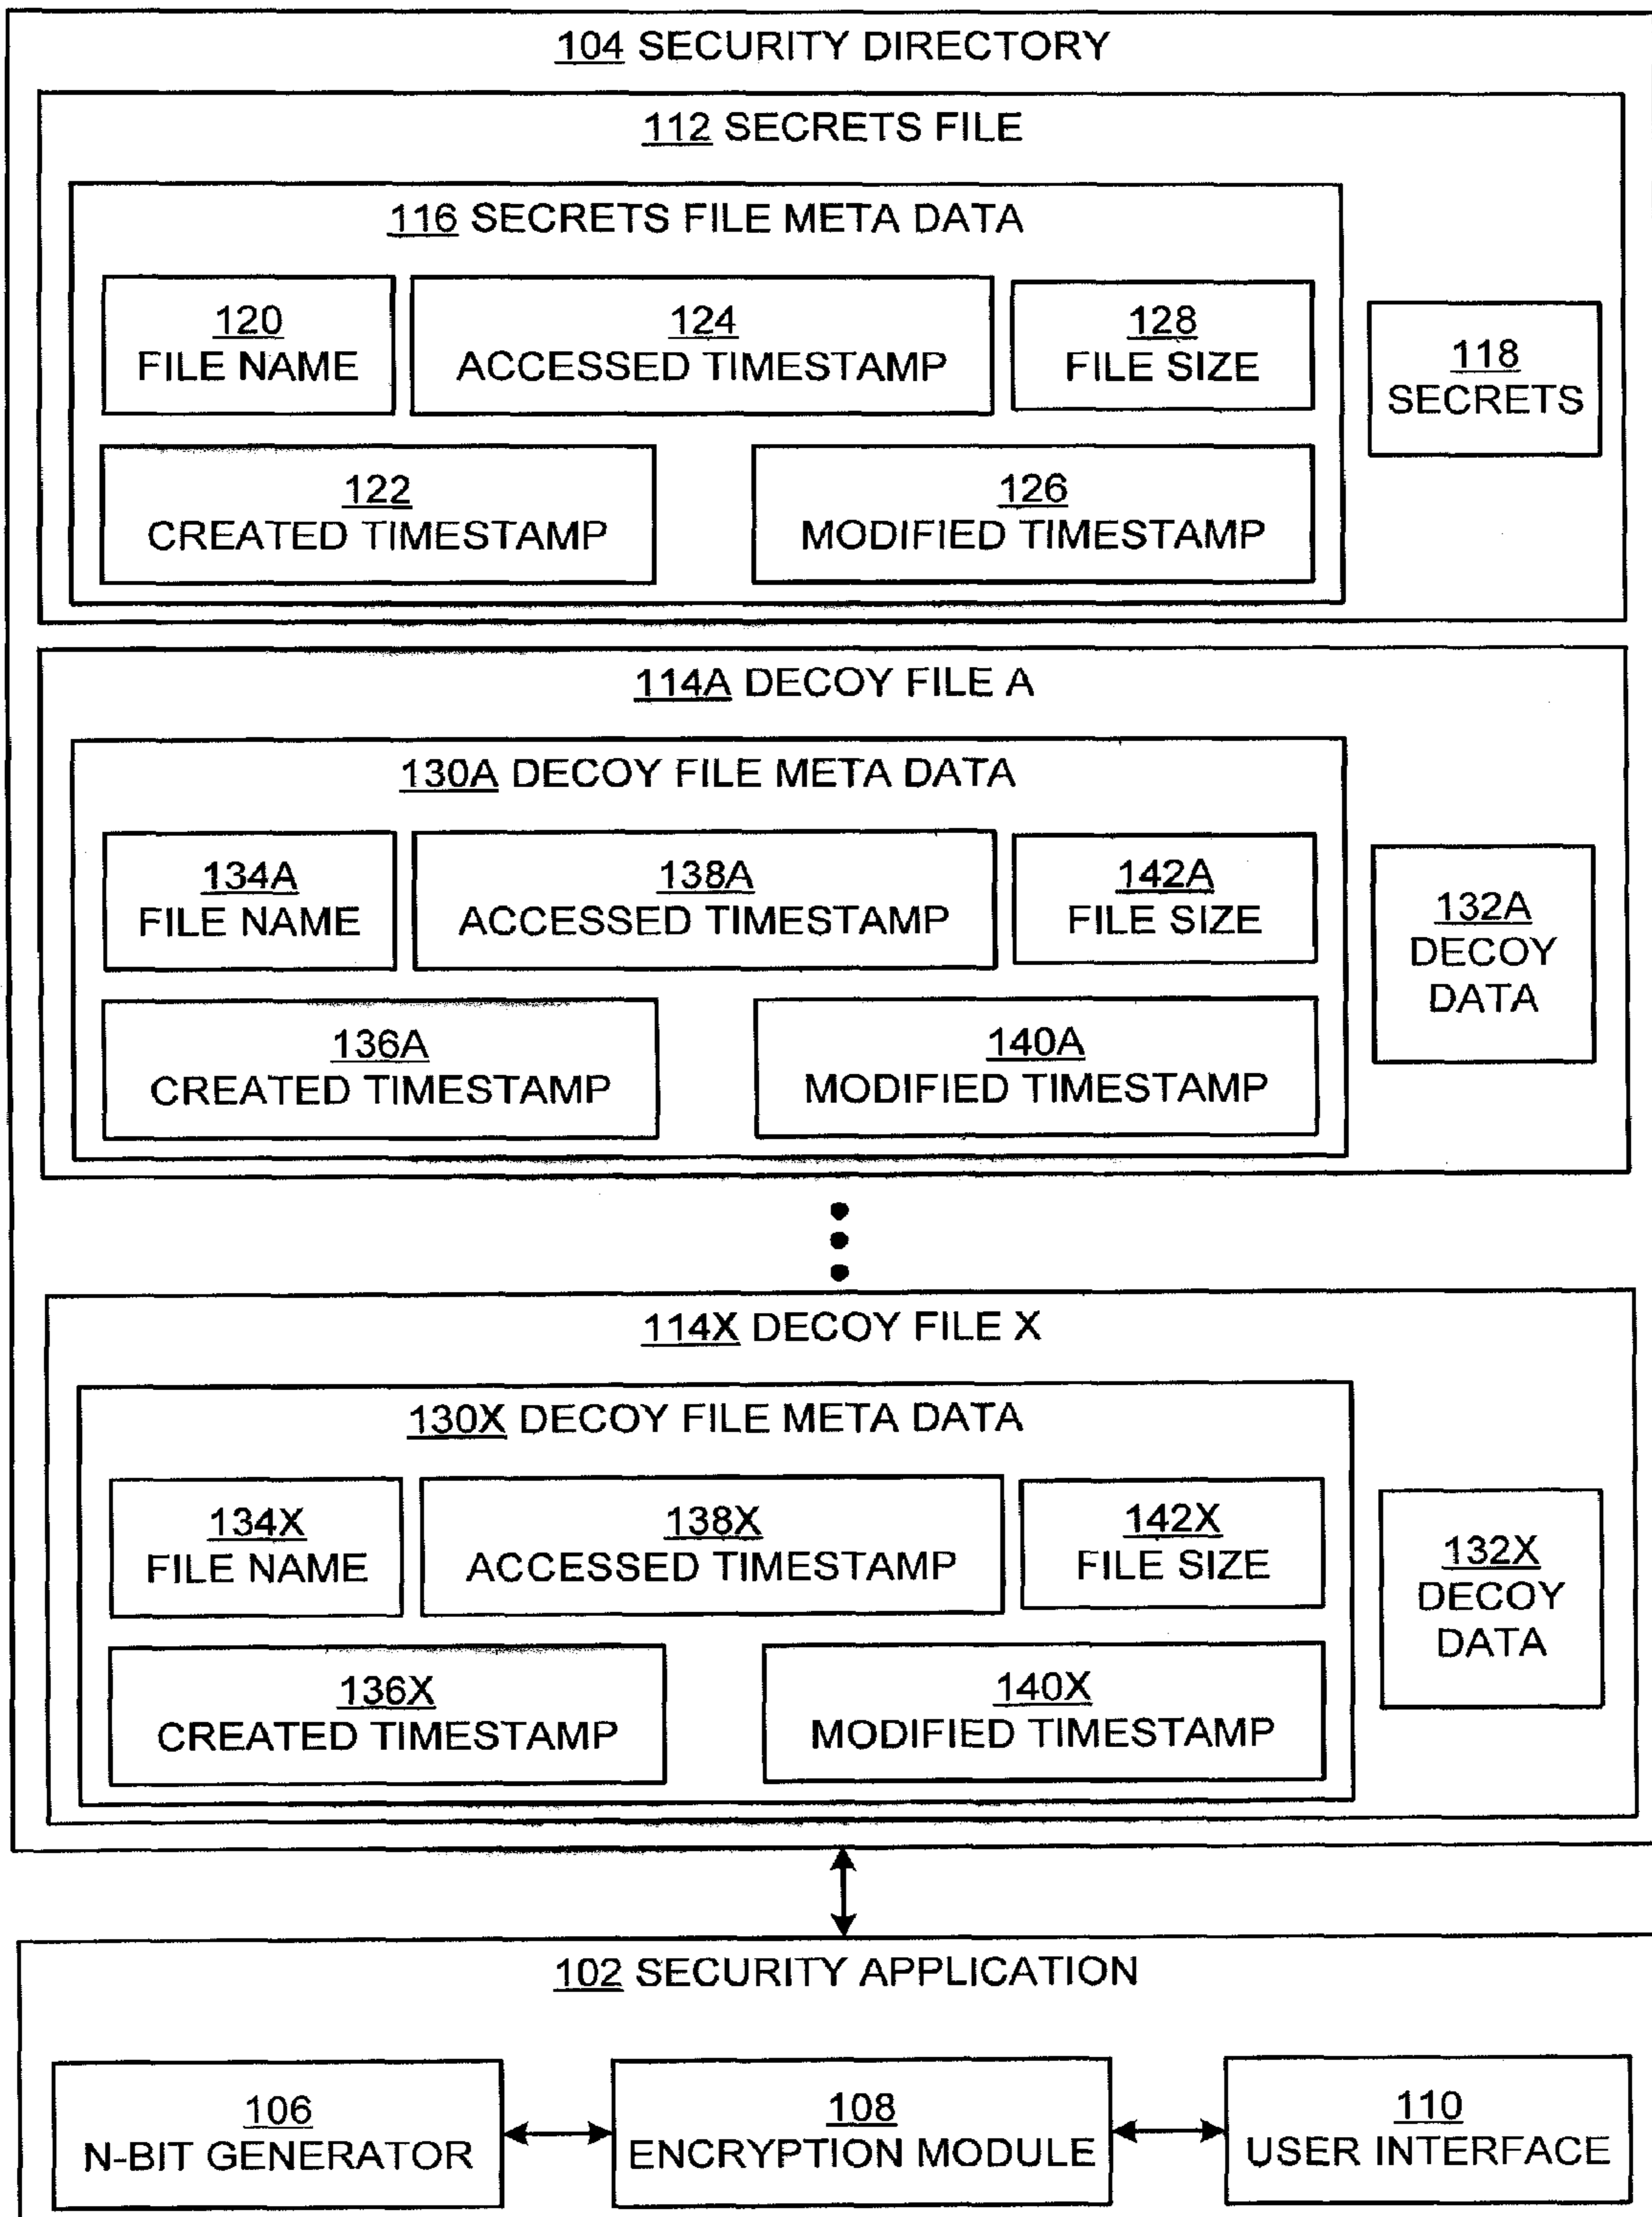 104 SECURITY DIRECTORY
112 SECRETS FILE
116 SECRETS FILE META DATA
120
FILE NAME
124
ACCESSED TIMESTAMP
128
FILE SIZE
118
SECRETS
122
CREATED TIMESTAMP
126
MODIFIED TIMESTAMP
114A DECOY FILE A
130A DECOY FILE META DATA
134A
FILE NAME
138A
ACCESSED TIMESTAMP
142A
FILE SIZE
132A
DECOY
DATA
136A
CREATED TIMESTAMP
140A
MODIFIED TIMESTAMP
114X DECOY FILE X
130X DECOY FILE META DATA
134X
FILE NAME
138X
ACCESSED TIMESTAMP
142X
FILE SIZE
132X
DECOY
DATA
136X
CREATED TIMESTAMP
140X
MODIFIED TIMESTAMP
102 SECURITY APPLICATION
106
N-BIT GENERATOR
108
ENCRYPTION MODULE
110
USER INTERFACE